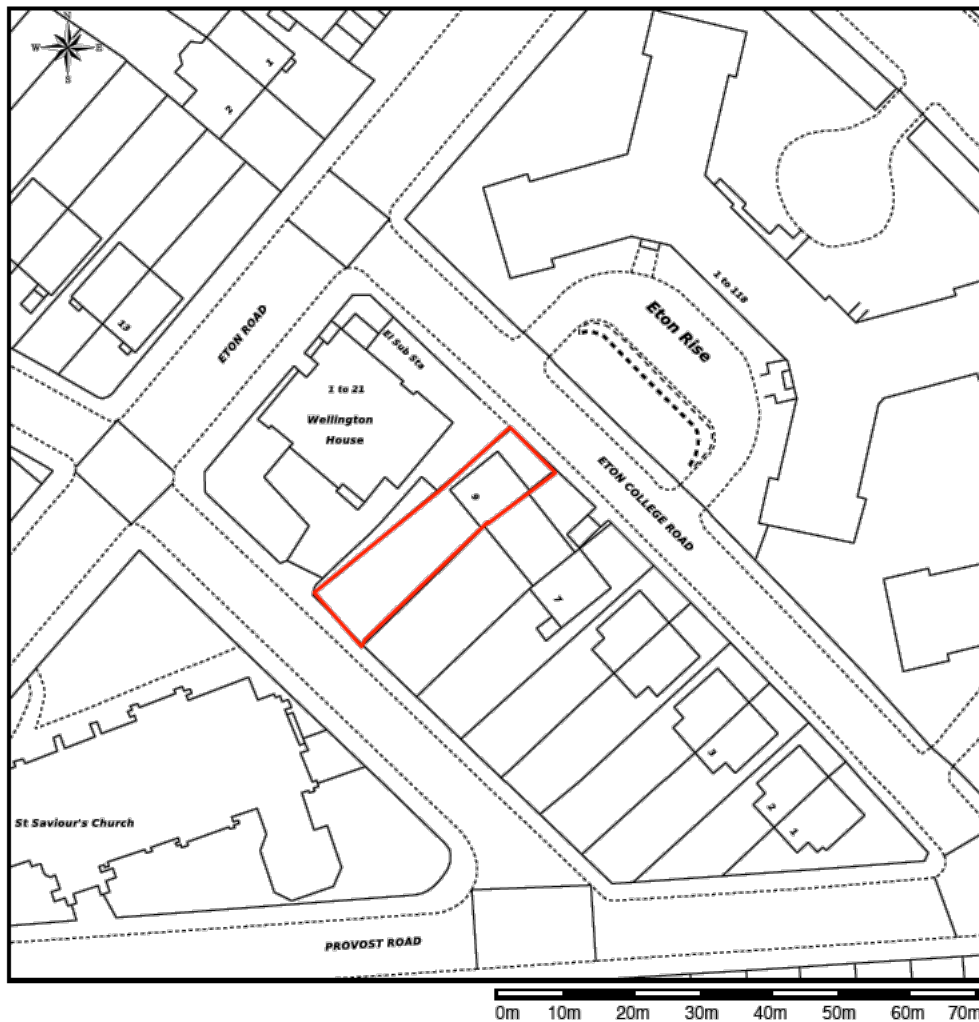 N
W E
S
1
2
13
ETON ROAD
El Sub Sta
1 to 21
Wellington
House
1 to 118
Eton Rise
ETON COLLEGE ROAD
9
7
3
2
1
St Saviour's Church
PROVOST ROAD
0m 10m 20m 30m 40m 50m 60m 70m